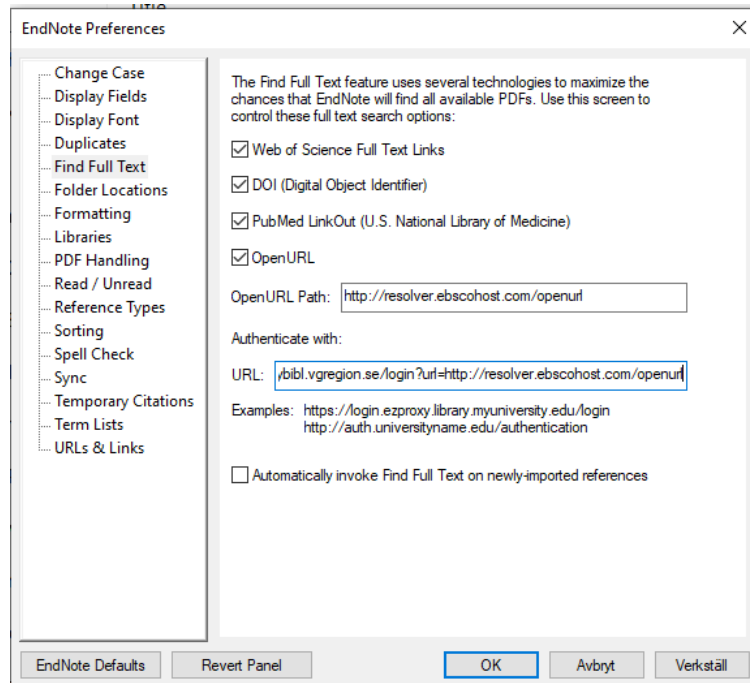 EndNote Preferences
Change Case
Display Fields
Display Font
Duplicates
Find Full Text
Folder Locations
Formatting
Libraries
PDF Handling
Read / Unread
Reference Types
Sorting
Spell Check
Sync
Temporary Citations
Term Lists
URLs & Links
The Find Full Text feature uses several technologies to maximize the
chances that EndNote will find all available PDFs. Use this screen to
control these full text search options:
Web of Science Full Text Links
DOI (Digital Object Identifier)
PubMed LinkOut (U.S. National Library of Medicine)
OpenURL
OpenURL Path: http://resolver.ebscohost.com/openurl
Authenticate with:
URL: ybibl.vgregion.se/login?url=http://resolver.ebscohost.com/openurl
Examples: https://login.ezproxy.library.myuniversity.edu/login
http://auth.universityname.edu/authentication
Automatically invoke Find Full Text on newly-imported references
EndNote Defaults Revert Panel OK Avbryt Verkställ